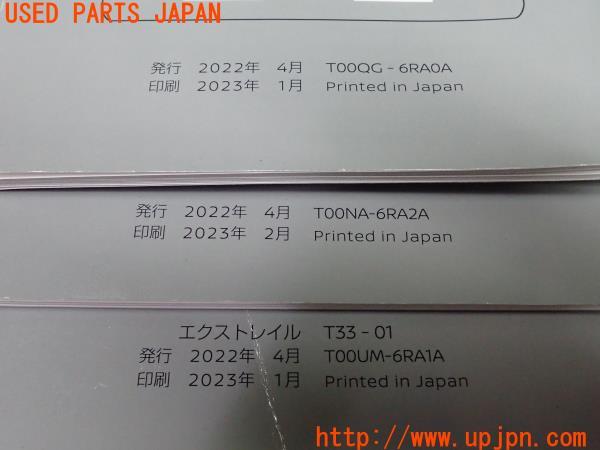 USED PARTS JAPAN
発行 2022年 4月 T00QG-6RA0A
印刷 2023年 1月 Printed in Japan
発行 2022年 4月 T00NA-6RA2A
印刷 2023年 2月 Printed in Japan
エクストレイル T33-01
発行 2022年 4月 T00UM-6RA1A
印刷 2023年 1月 Printed in Japan
http://www.upjpn.com/